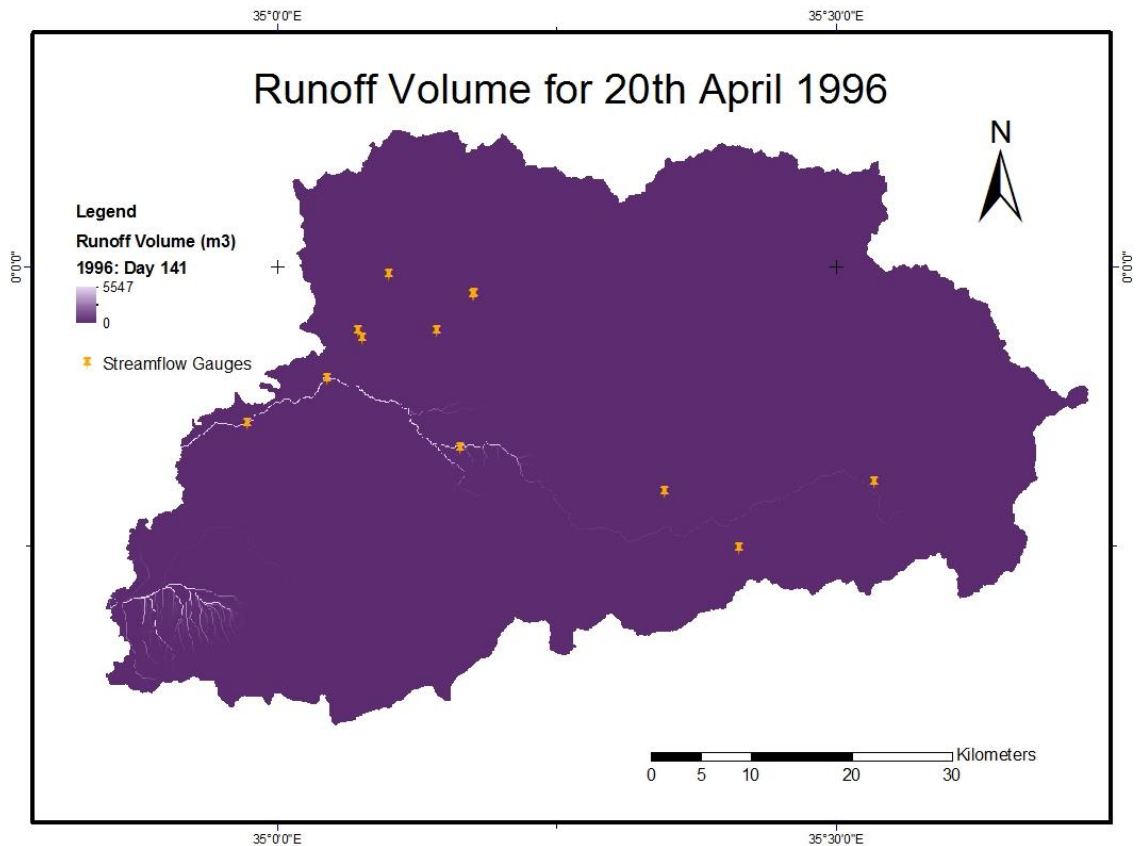 35°0'0"E
35°30'0"E
Runoff Volume for 20th April 1996
N
Legend
Runoff Volume (m3)
1996: Day 141
5547
0
Streamflow Gauges
0°0'0"
0°0'0"
Kilometers
0 5 10 20 30
35°0'0"E
35°30'0"E